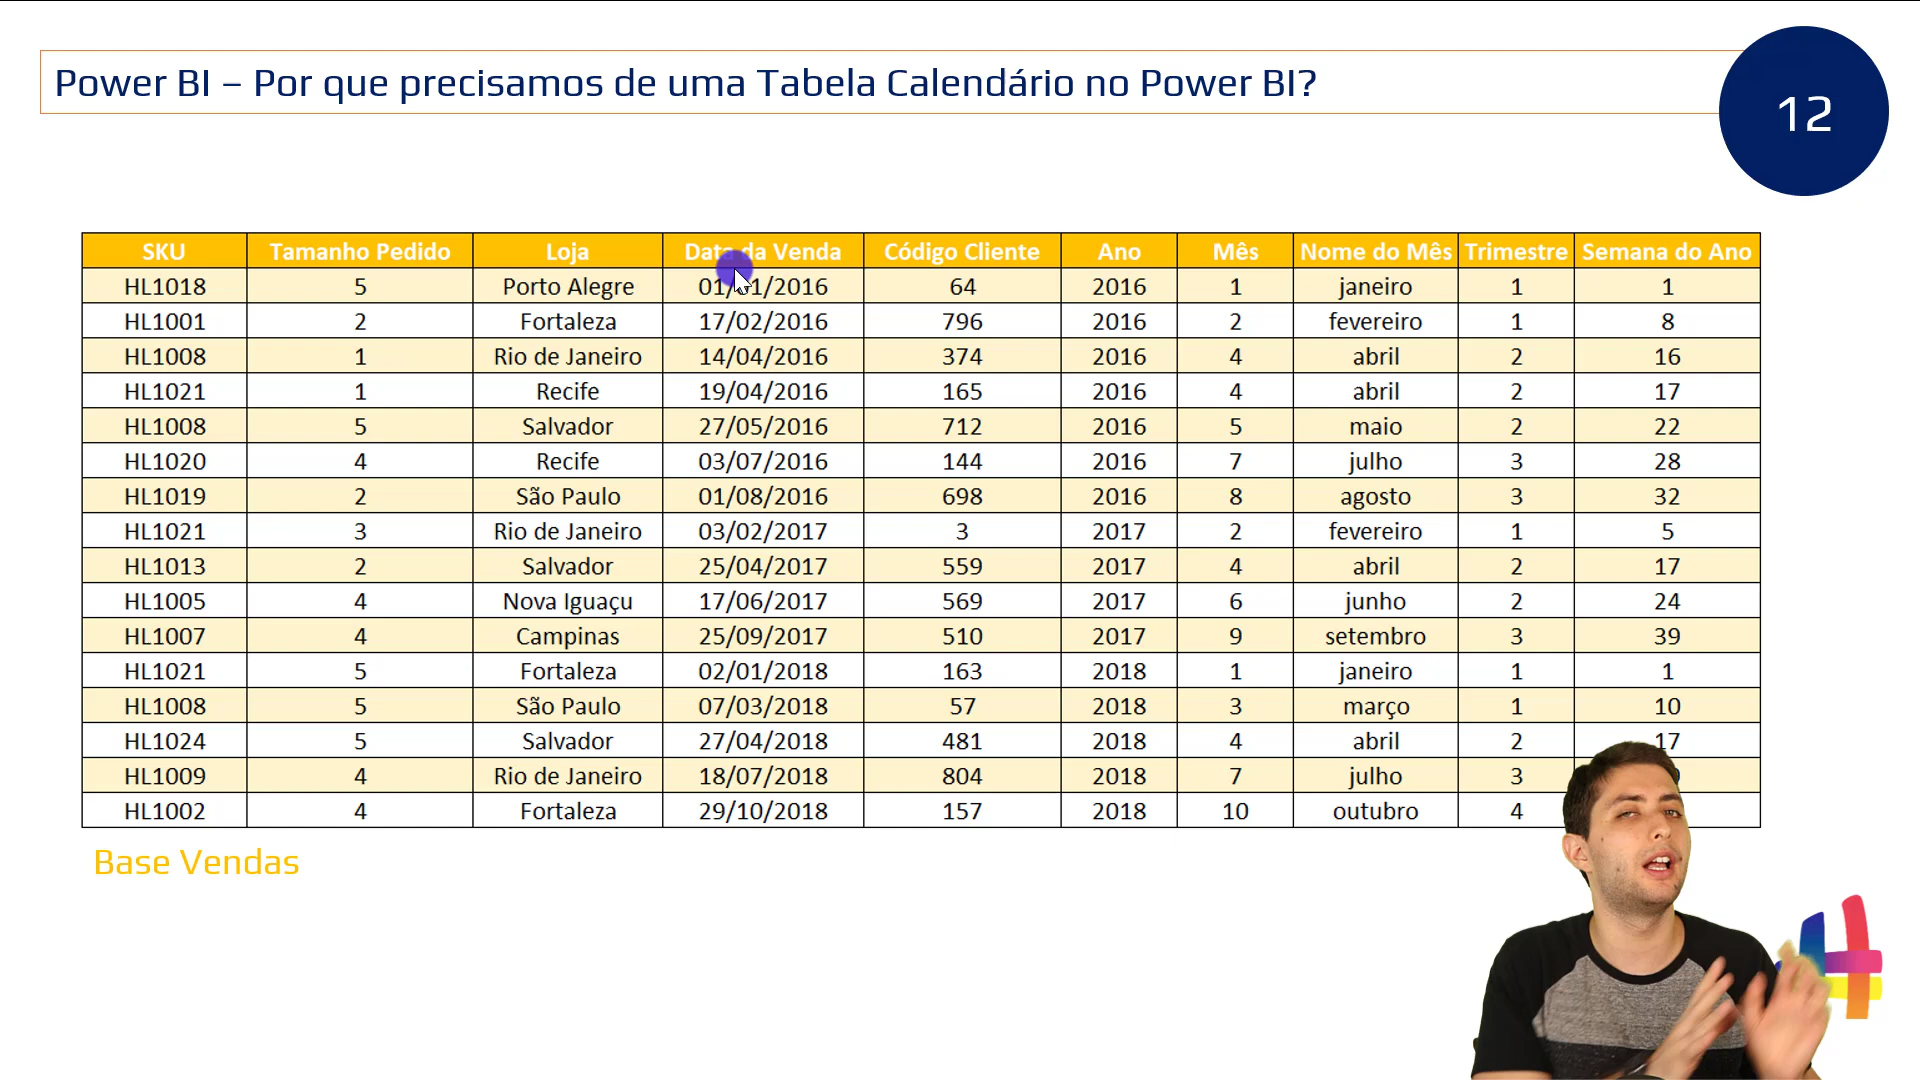 Power BI – Por que precisamos de uma Tabela Calendário no Power BI?
12
SKU Tamanho Pedido Loja Data da Venda Código Cliente Ano Mês Nome do Mês Trimestre Semana do Ano
HL1018 5 Porto Alegre 01/01/2016 64 2016 1 janeiro 1 1
HL1001 2 Fortaleza 17/02/2016 796 2016 2 fevereiro 1 8
HL1008 1 Rio de Janeiro 14/04/2016 374 2016 4 abril 2 16
HL1021 1 Recife 19/04/2016 165 2016 4 abril 2 17
HL1008 5 Salvador 27/05/2016 712 2016 5 maio 2 22
HL1020 4 Recife 03/07/2016 144 2016 7 julho 3 28
HL1019 2 São Paulo 01/08/2016 698 2016 8 agosto 3 32
HL1021 3 Rio de Janeiro 03/02/2017 3 2017 2 fevereiro 1 5
HL1013 2 Salvador 25/04/2017 559 2017 4 abril 2 17
HL1005 4 Nova Iguaçu 17/06/2017 569 2017 6 junho 2 24
HL1007 4 Campinas 25/09/2017 510 2017 9 setembro 3 39
HL1021 5 Fortaleza 02/01/2018 163 2018 1 janeiro 1 1
HL1008 5 São Paulo 07/03/2018 57 2018 3 março 1 10
HL1024 5 Salvador 27/04/2018 481 2018 4 abril 2 17
HL1009 4 Rio de Janeiro 18/07/2018 804 2018 7 julho 3
HL1002 4 Fortaleza 29/10/2018 157 2018 10 outubro 4
Base Vendas